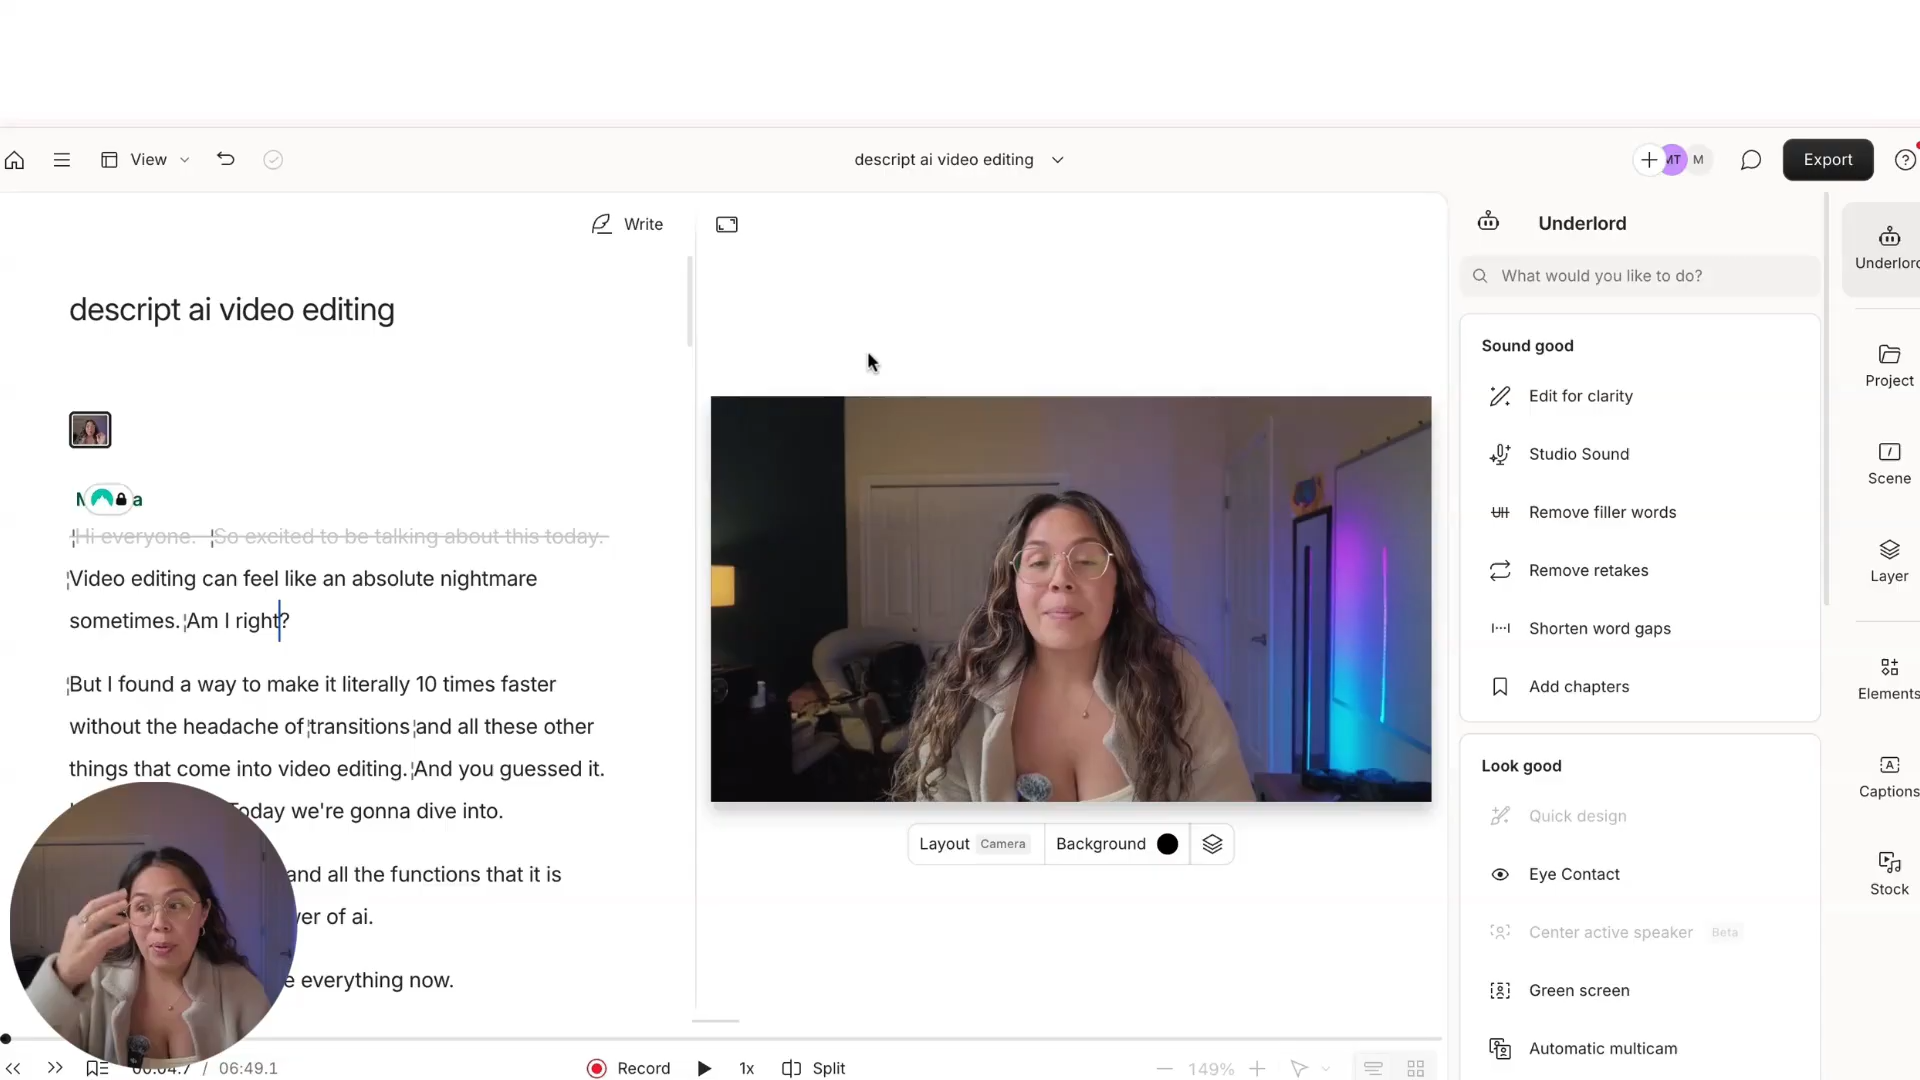 View
descript ai video editing
MT
M
Export
Write
descript ai video editing
Hi everyone. So excited to be talking about this today.
Video editing can feel like an absolute nightmare
sometimes. Am I right?
But I found a way to make it literally 10 times faster
without the headache of transitions and all these other
things that come into video editing. And you guessed it.
Today we're gonna dive into.
and all the functions that it is
er of ai.
e everything now.
Layout Camera Background
Underlord
What would you like to do?
Sound good
Edit for clarity
Studio Sound
Remove filler words
Remove retakes
Shorten word gaps
Add chapters
Look good
Quick design
Eye Contact
Center active speaker Beta
Green screen
Automatic multicam
Underlord
Project
Scene
Layer
Elements
Captions
Stock
00:04.7 / 06:49.1
Record
1x
Split
149%